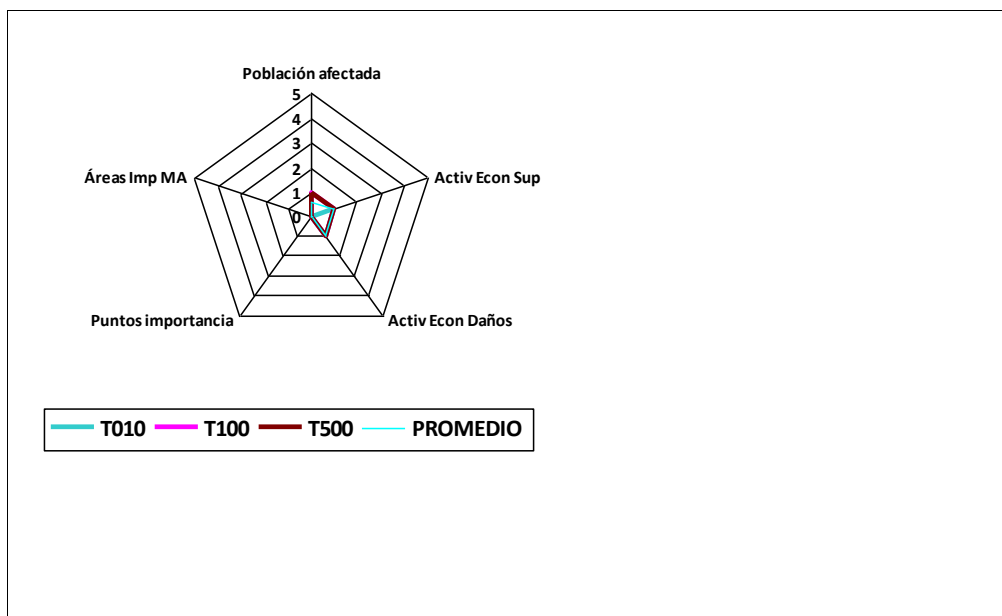 Población afectada
5
4
3
2
1
0
Áreas Imp MA
Activ Econ Sup
Puntos importancia
Activ Econ Daños
T010 T100 T500 PROMEDIO